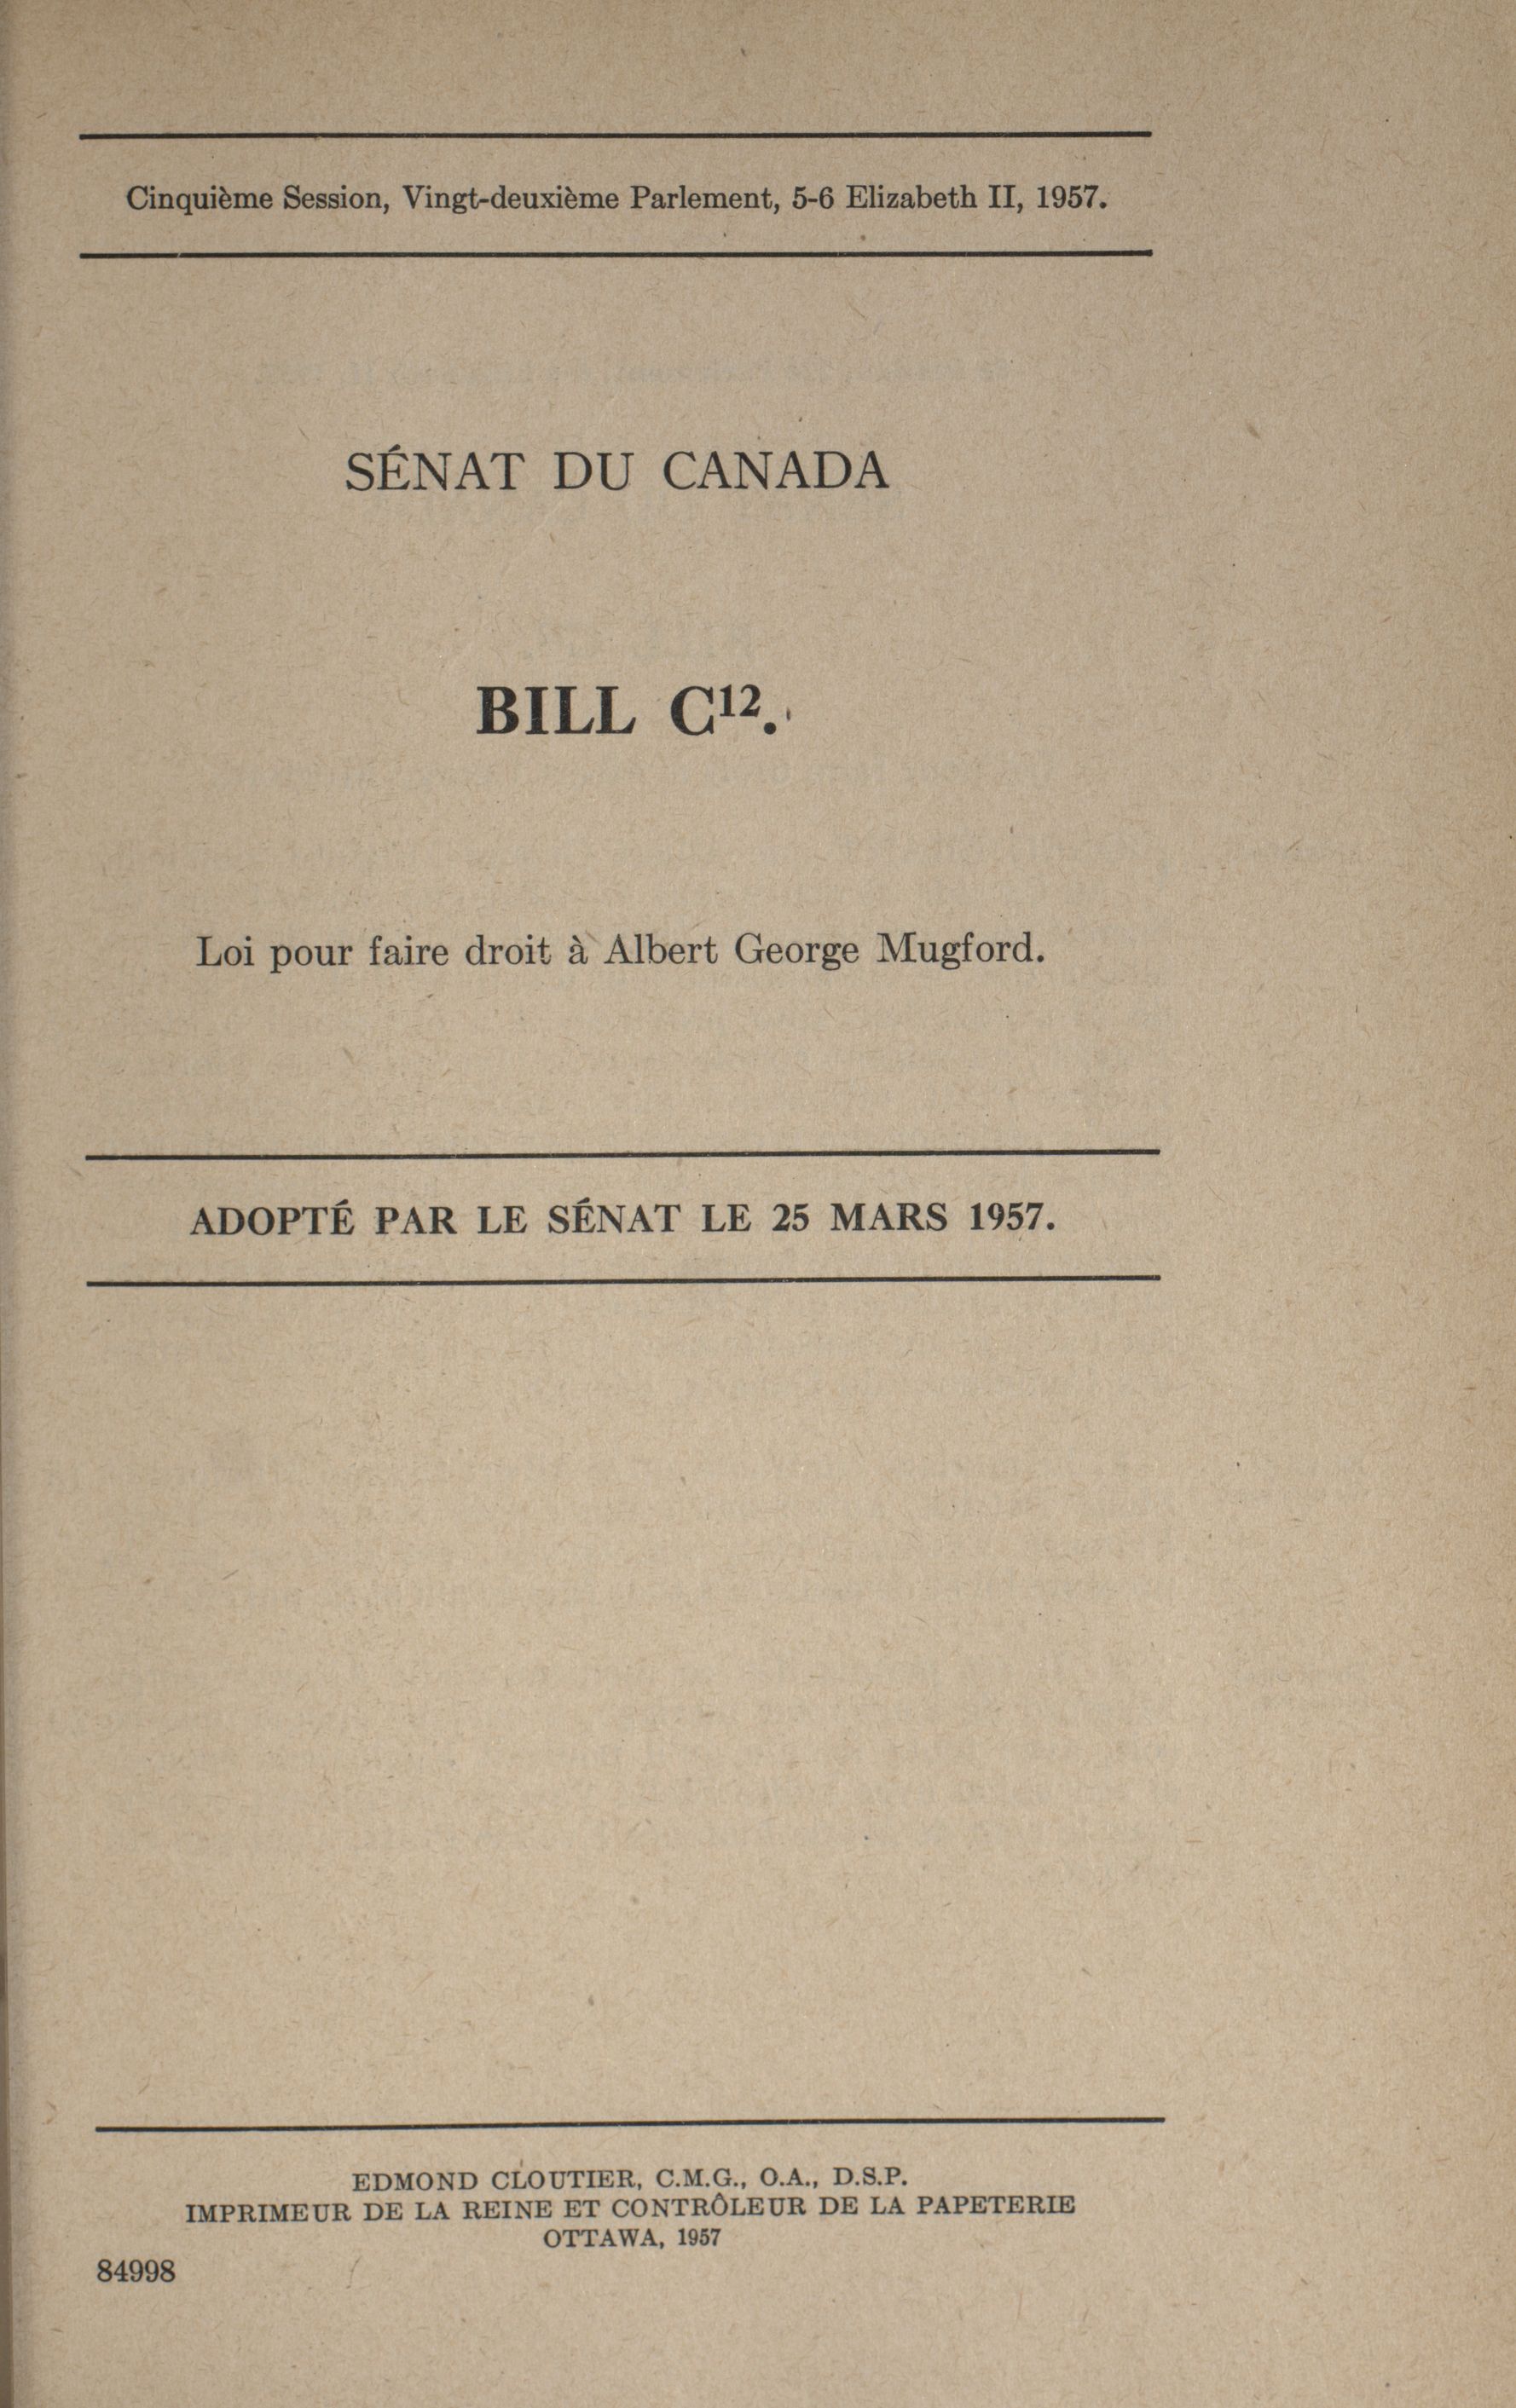 Cinquième Session, Vingt-deuxième Parlement, 5-6 Elizabeth II, 1957.
SÉNAT DU CANADA
BILL C¹².
Loi pour faire droit à Albert George Mugford.
ADOPTÉ PAR LE SÉNAT LE 25 MARS 1957.
EDMOND CLOUTIER, C.M.G., O.A., D.S.P.
IMPRIMEUR DE LA REINE ET CONTRÔLEUR DE LA PAPETERIE
OTTAWA, 1957
84998